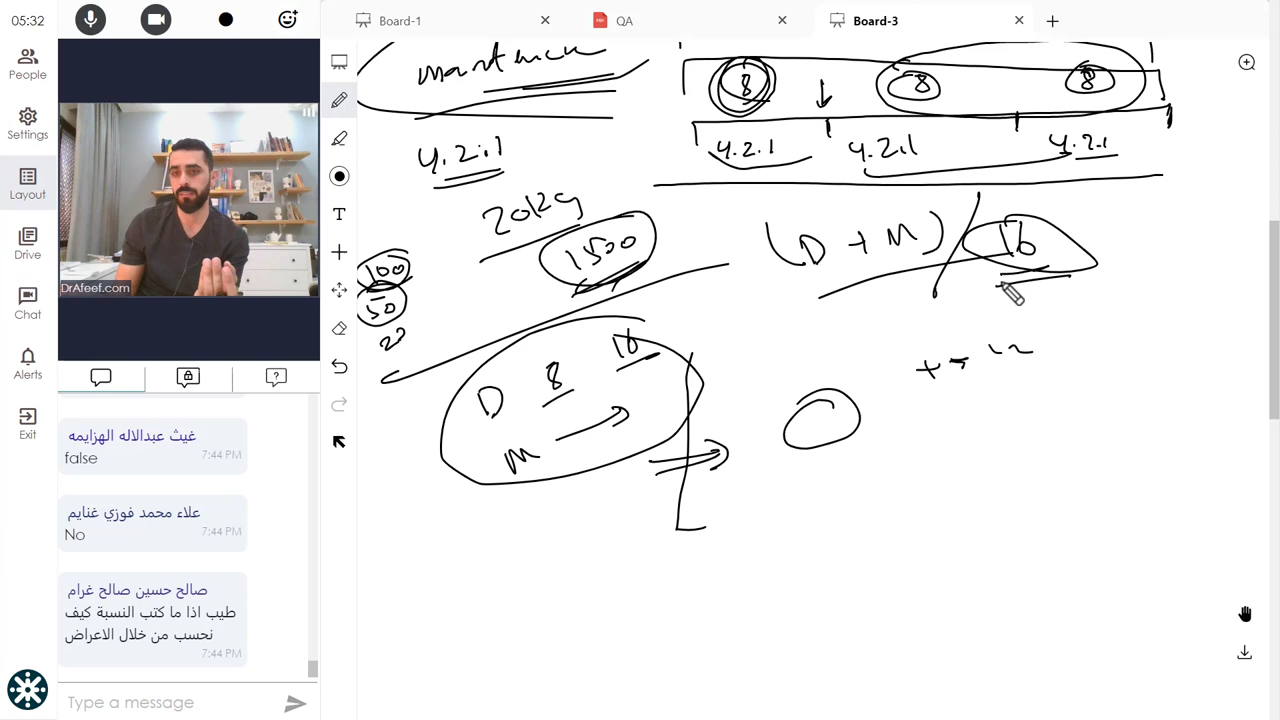 05:32
People
Settings
Layout
Drive
Chat
Alerts
Exit
Board-1
QA
Board-3
DrAfeef.com
غيث عبدالاله الهزايمه
false
7:44 PM
علاء محمد فوزي غنايم
No
7:44 PM
صالح حسين صالح غرام
طيب اذا ما كتب النسبة كيف
نحسب من خلال الاعراض
7:44 PM
Type a message
T
8 8 8
4.2.1
4.2.1 4.2.1 4.2.1
20kg
1500
(D + M) / 16
100
50
20
D 8 16
M